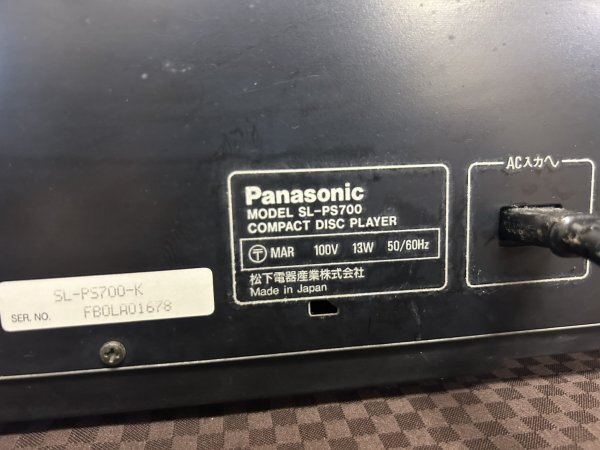 Panasonic
MODEL SL-PS700
COMPACT DISC PLAYER
〒 MAR 100V 13W 50/60Hz
松下電器産業株式会社
Made in Japan
AC入力〜
SL-PS700-K
SER. NO. FB0LA01678